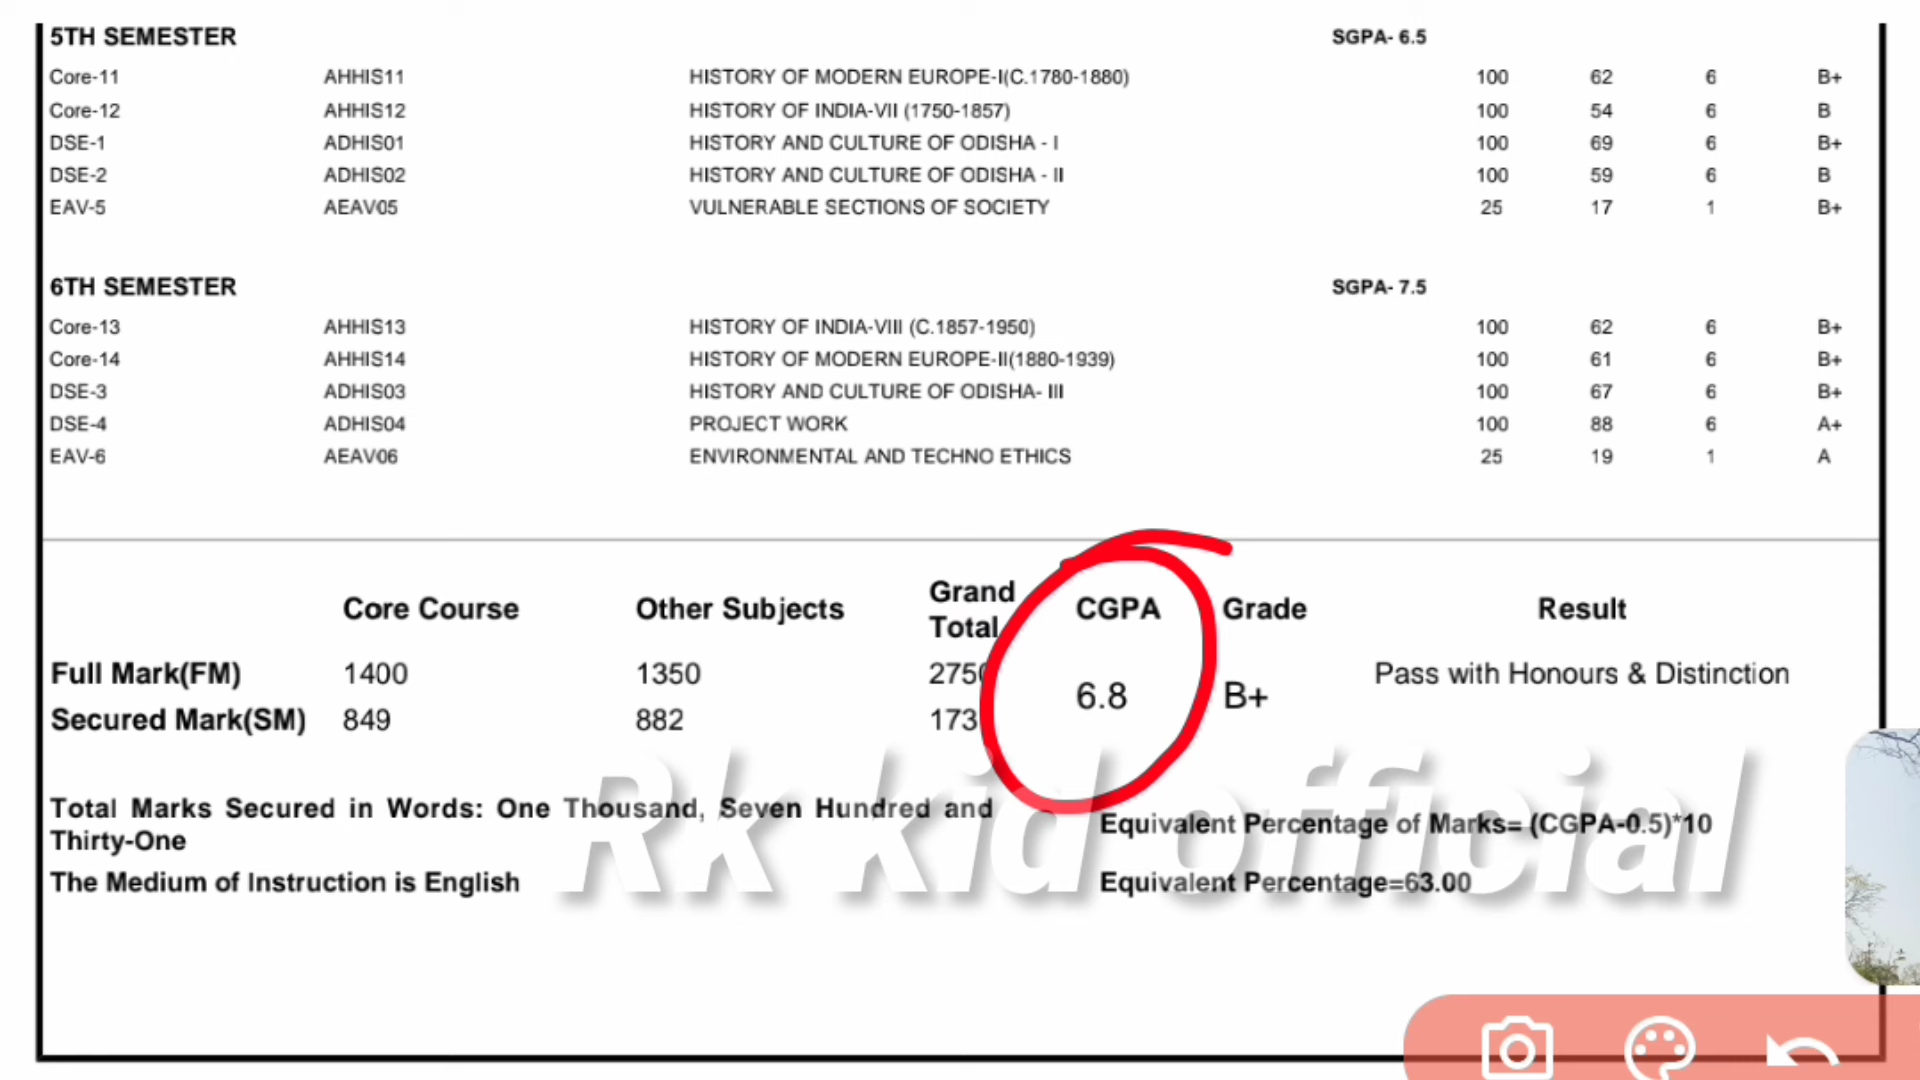 5TH SEMESTER SGPA- 6.5
Core-11 AHHIS11 HISTORY OF MODERN EUROPE-I(C.1780-1880) 100 62 6 B+
Core-12 AHHIS12 HISTORY OF INDIA-VII (1750-1857) 100 54 6 B
DSE-1 ADHIS01 HISTORY AND CULTURE OF ODISHA - I 100 69 6 B+
DSE-2 ADHIS02 HISTORY AND CULTURE OF ODISHA - II 100 59 6 B
EAV-5 AEAV05 VULNERABLE SECTIONS OF SOCIETY 25 17 1 B+
6TH SEMESTER SGPA- 7.5
Core-13 AHHIS13 HISTORY OF INDIA-VIII (C.1857-1950) 100 62 6 B+
Core-14 AHHIS14 HISTORY OF MODERN EUROPE-II(1880-1939) 100 61 6 B+
DSE-3 ADHIS03 HISTORY AND CULTURE OF ODISHA- III 100 67 6 B+
DSE-4 ADHIS04 PROJECT WORK 100 88 6 A+
EAV-6 AEAV06 ENVIRONMENTAL AND TECHNO ETHICS 25 19 1 A
Core Course Other Subjects Grand Total CGPA Grade Result
Full Mark(FM) 1400 1350 2750 Pass with Honours & Distinction
6.8 B+
Secured Mark(SM) 849 882 173
Total Marks Secured in Words: One Thousand, Seven Hundred and
Thirty-One
Equivalent Percentage of Marks= (CGPA-0.5)*10
The Medium of Instruction is English
Equivalent Percentage=63.00
Rk kid official